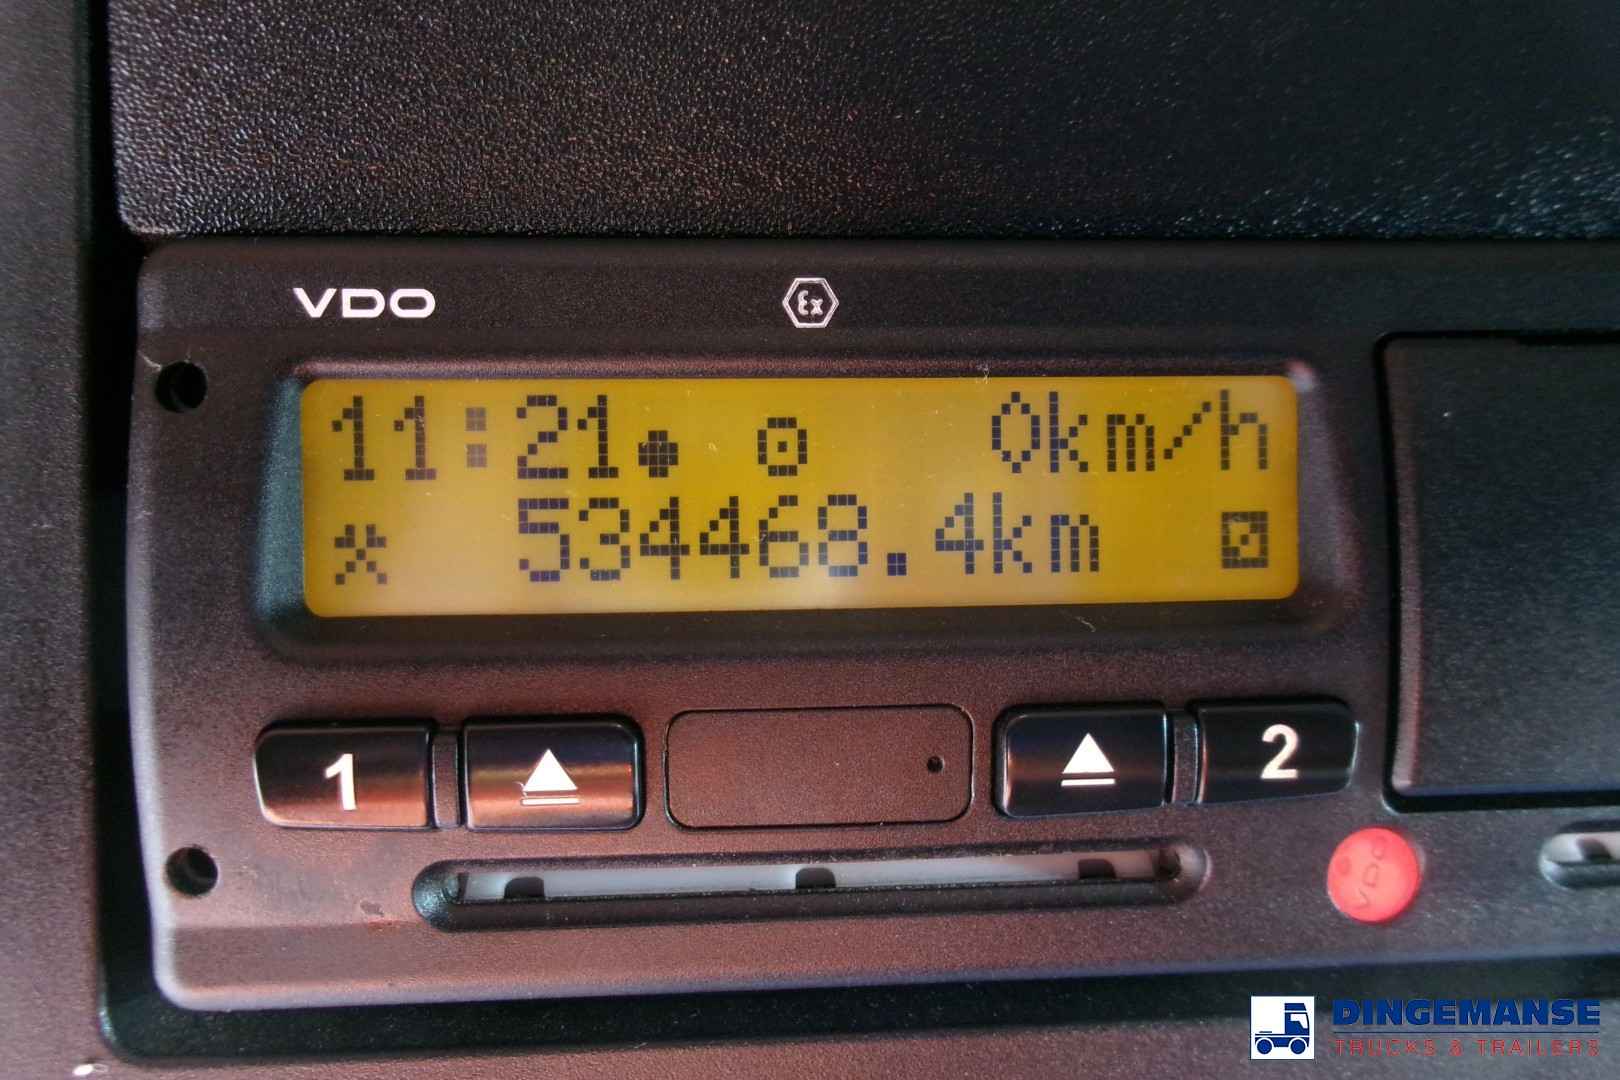 VDO
Ex
11:21 0km/h
534468.4km
1
2
VDO
DINGEMANSE
TRUCKS & TRAILERS